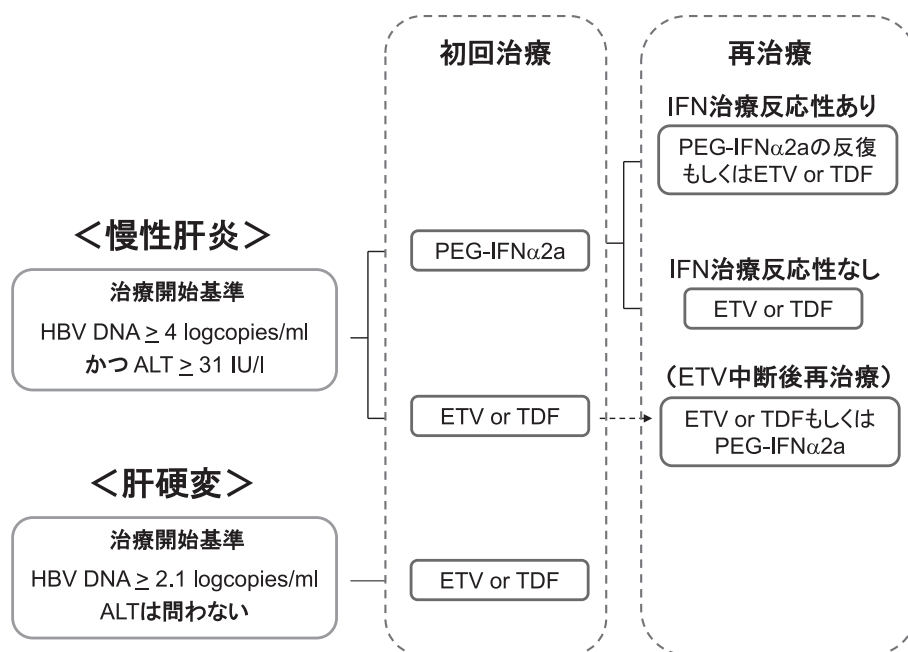 初回治療
再治療
IFN治療反応性あり
PEG-IFNα2aの反復
もしくはETV or TDF
＜慢性肝炎＞
治療開始基準
HBV DNA ≥ 4 logcopies/ml
かつ ALT ≥ 31 IU/l
PEG-IFNα2a
IFN治療反応性なし
ETV or TDF
ETV or TDF
（ETV中断後再治療）
ETV or TDFもしくは
PEG-IFNα2a
＜肝硬変＞
治療開始基準
HBV DNA ≥ 2.1 logcopies/ml
ALTは問わない
ETV or TDF